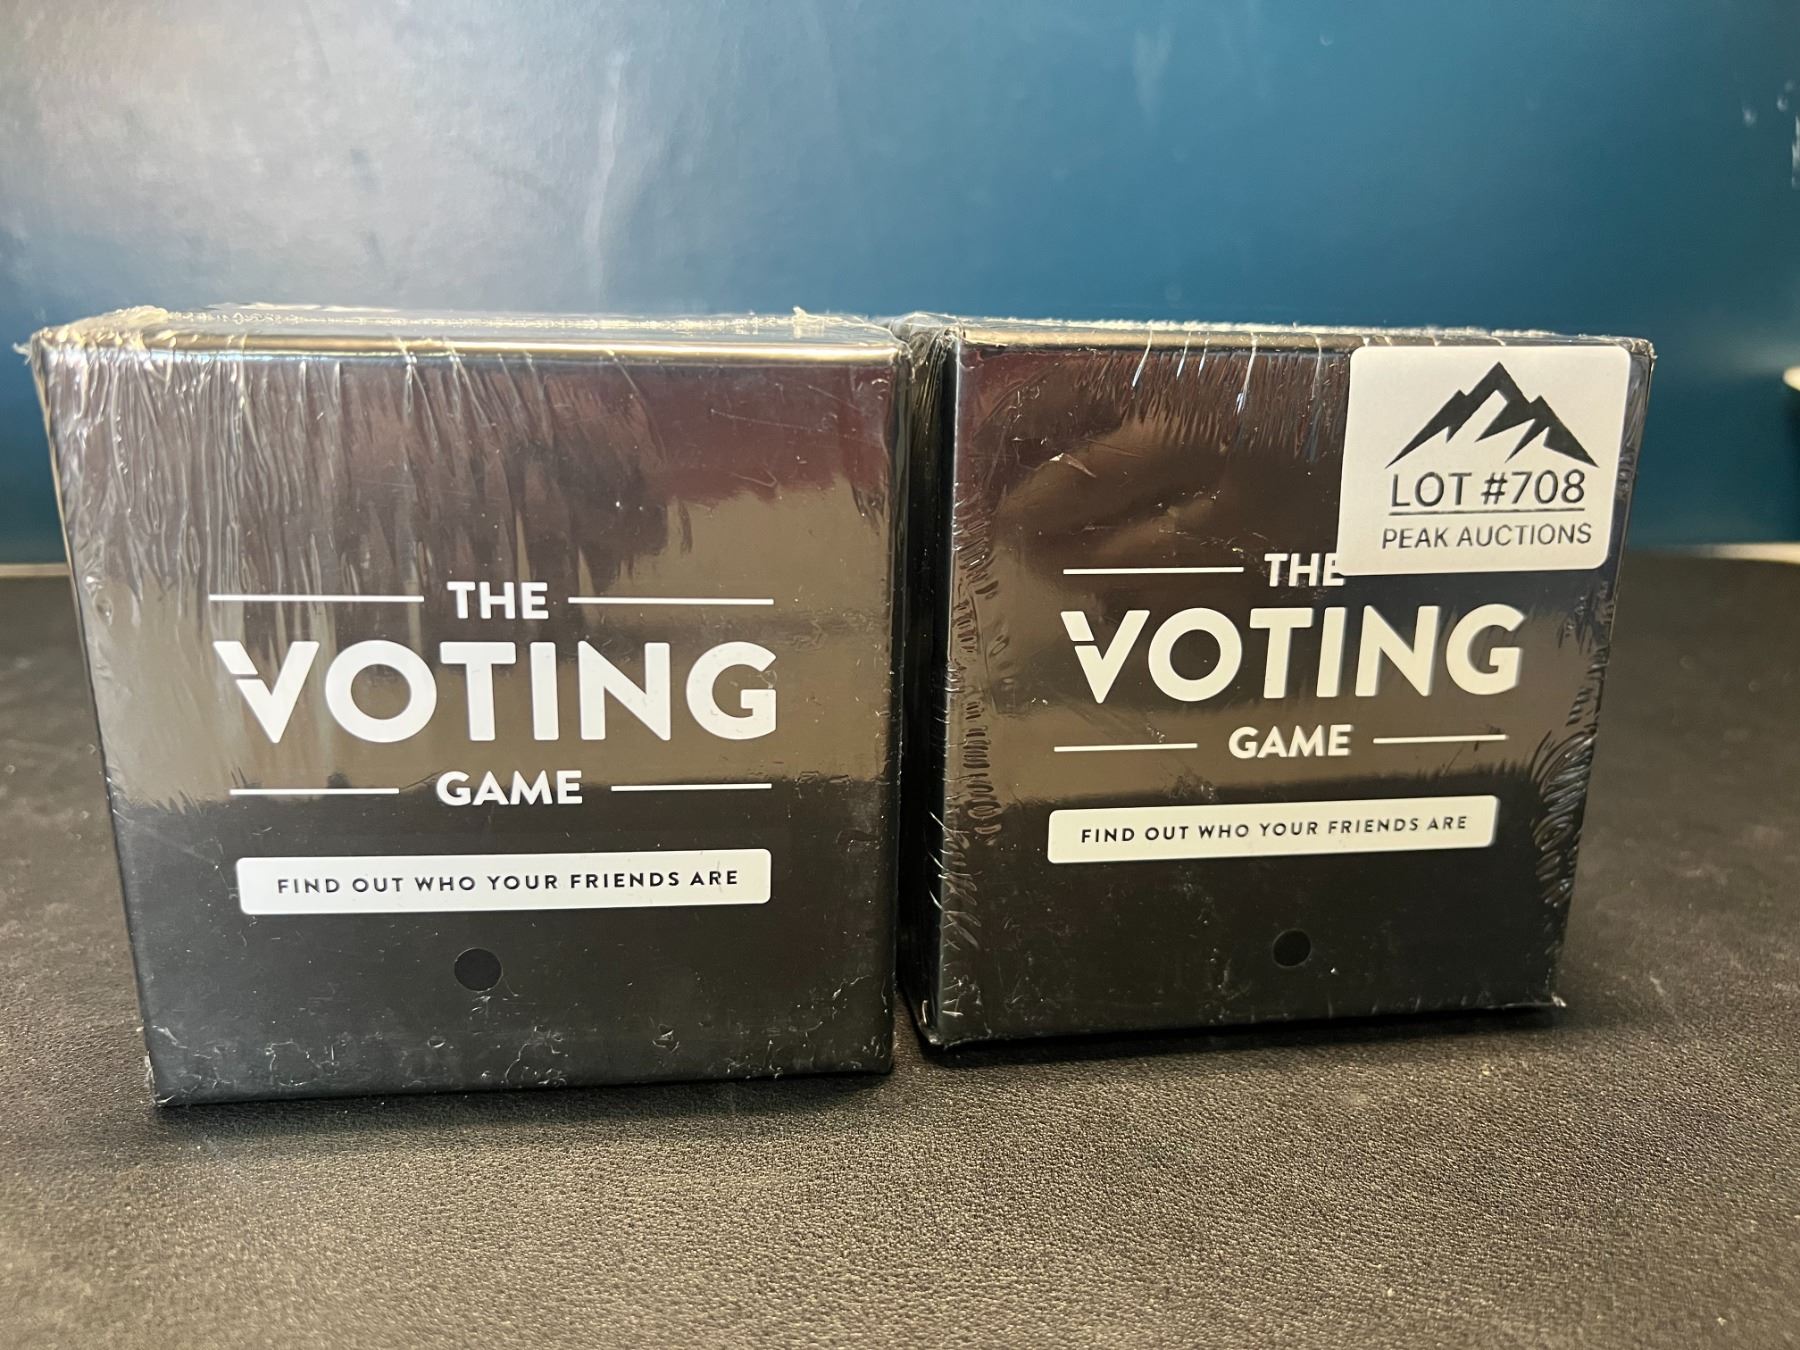 THE
VOTING
GAME
FIND OUT WHO YOUR FRIENDS ARE
LOT #708
PEAK AUCTIONS
THE
VOTING
GAME
FIND OUT WHO YOUR FRIENDS ARE